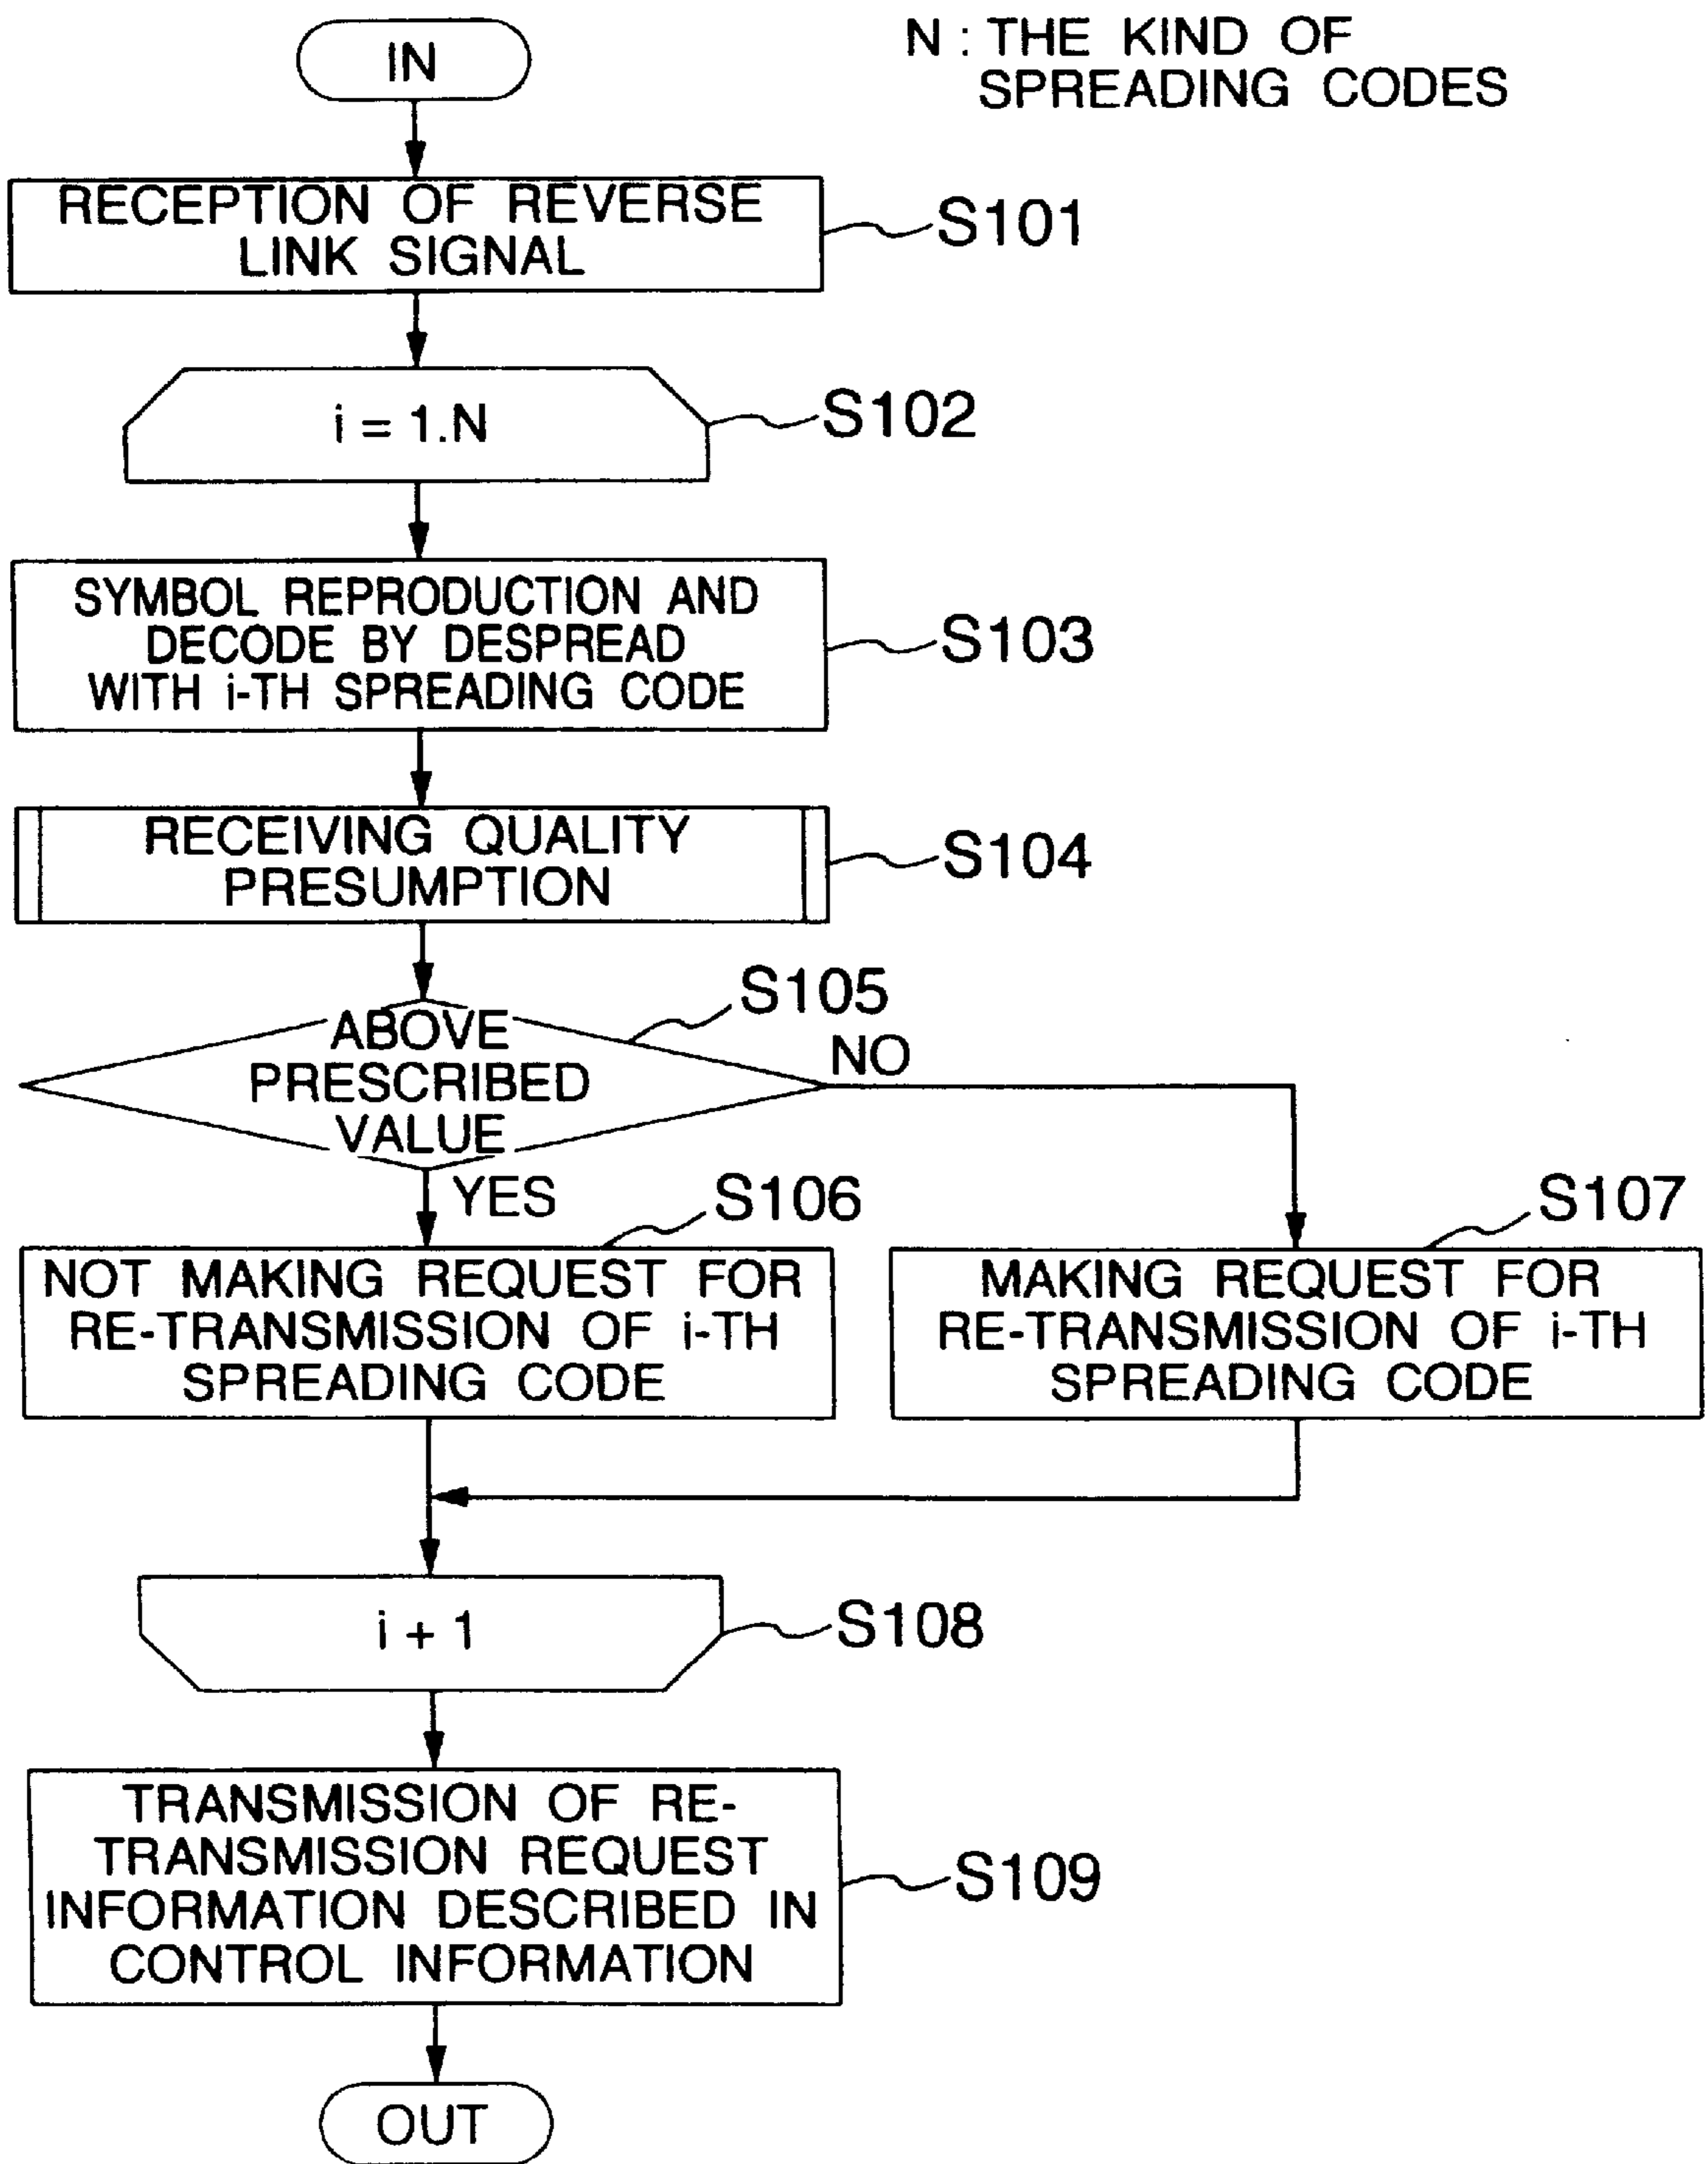 IN
N : THE KIND OF
SPREADING CODES
RECEPTION OF REVERSE
LINK SIGNAL
S101
i = 1.N
S102
SYMBOL REPRODUCTION AND
DECODE BY DESPREAD
WITH i-TH SPREADING CODE
S103
RECEIVING QUALITY
PRESUMPTION
S104
S105
ABOVE
PRESCRIBED
VALUE
NO
YES
S106
S107
NOT MAKING REQUEST FOR
RE-TRANSMISSION OF i-TH
SPREADING CODE
MAKING REQUEST FOR
RE-TRANSMISSION OF i-TH
SPREADING CODE
i + 1
S108
TRANSMISSION OF RE-
TRANSMISSION REQUEST
INFORMATION DESCRIBED IN
CONTROL INFORMATION
S109
OUT